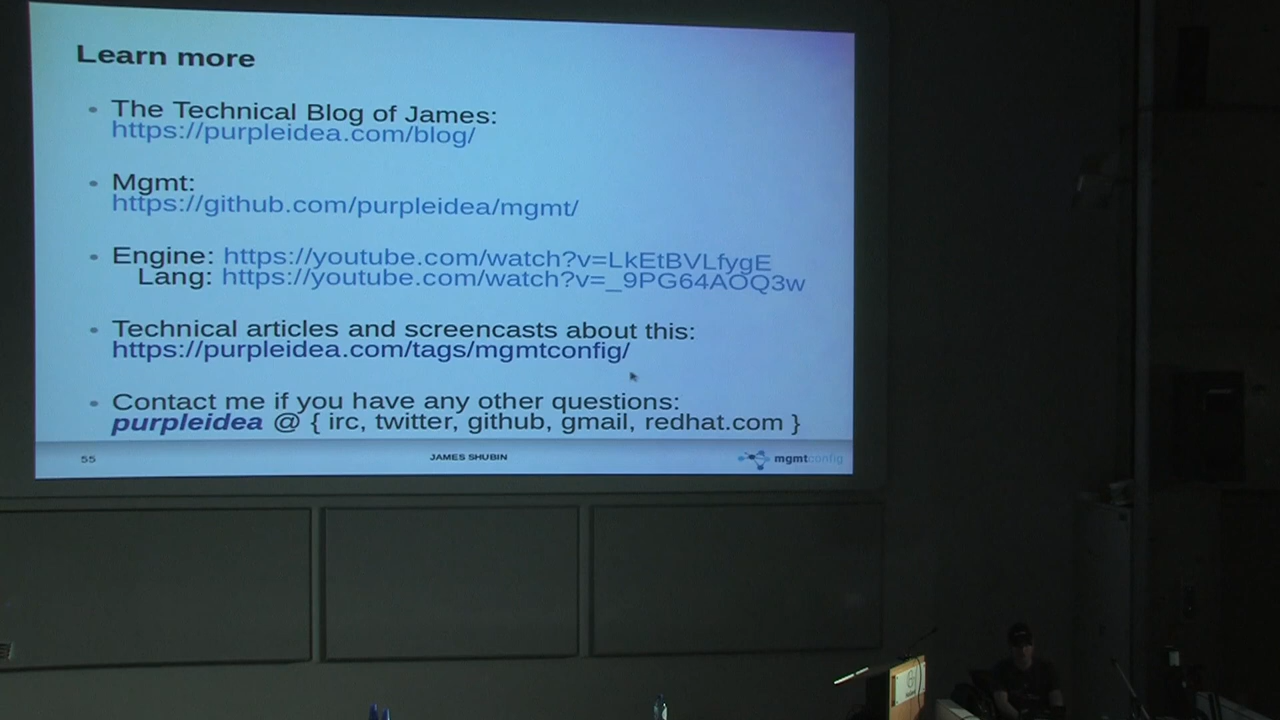 Learn more
The Technical Blog of James:
https://purpleidea.com/blog/
Mgmt:
https://github.com/purpleidea/mgmt/
Engine: https://youtube.com/watch?v=LkEtBVLfygE
Lang: https://youtube.com/watch?v=_9PG64AOQ3w
Technical articles and screencasts about this:
https://purpleidea.com/tags/mgmtconfig/
Contact me if you have any other questions:
purpleidea @ { irc, twitter, github, gmail, redhat.com }
55 JAMES SHUBIN mgmtconfig